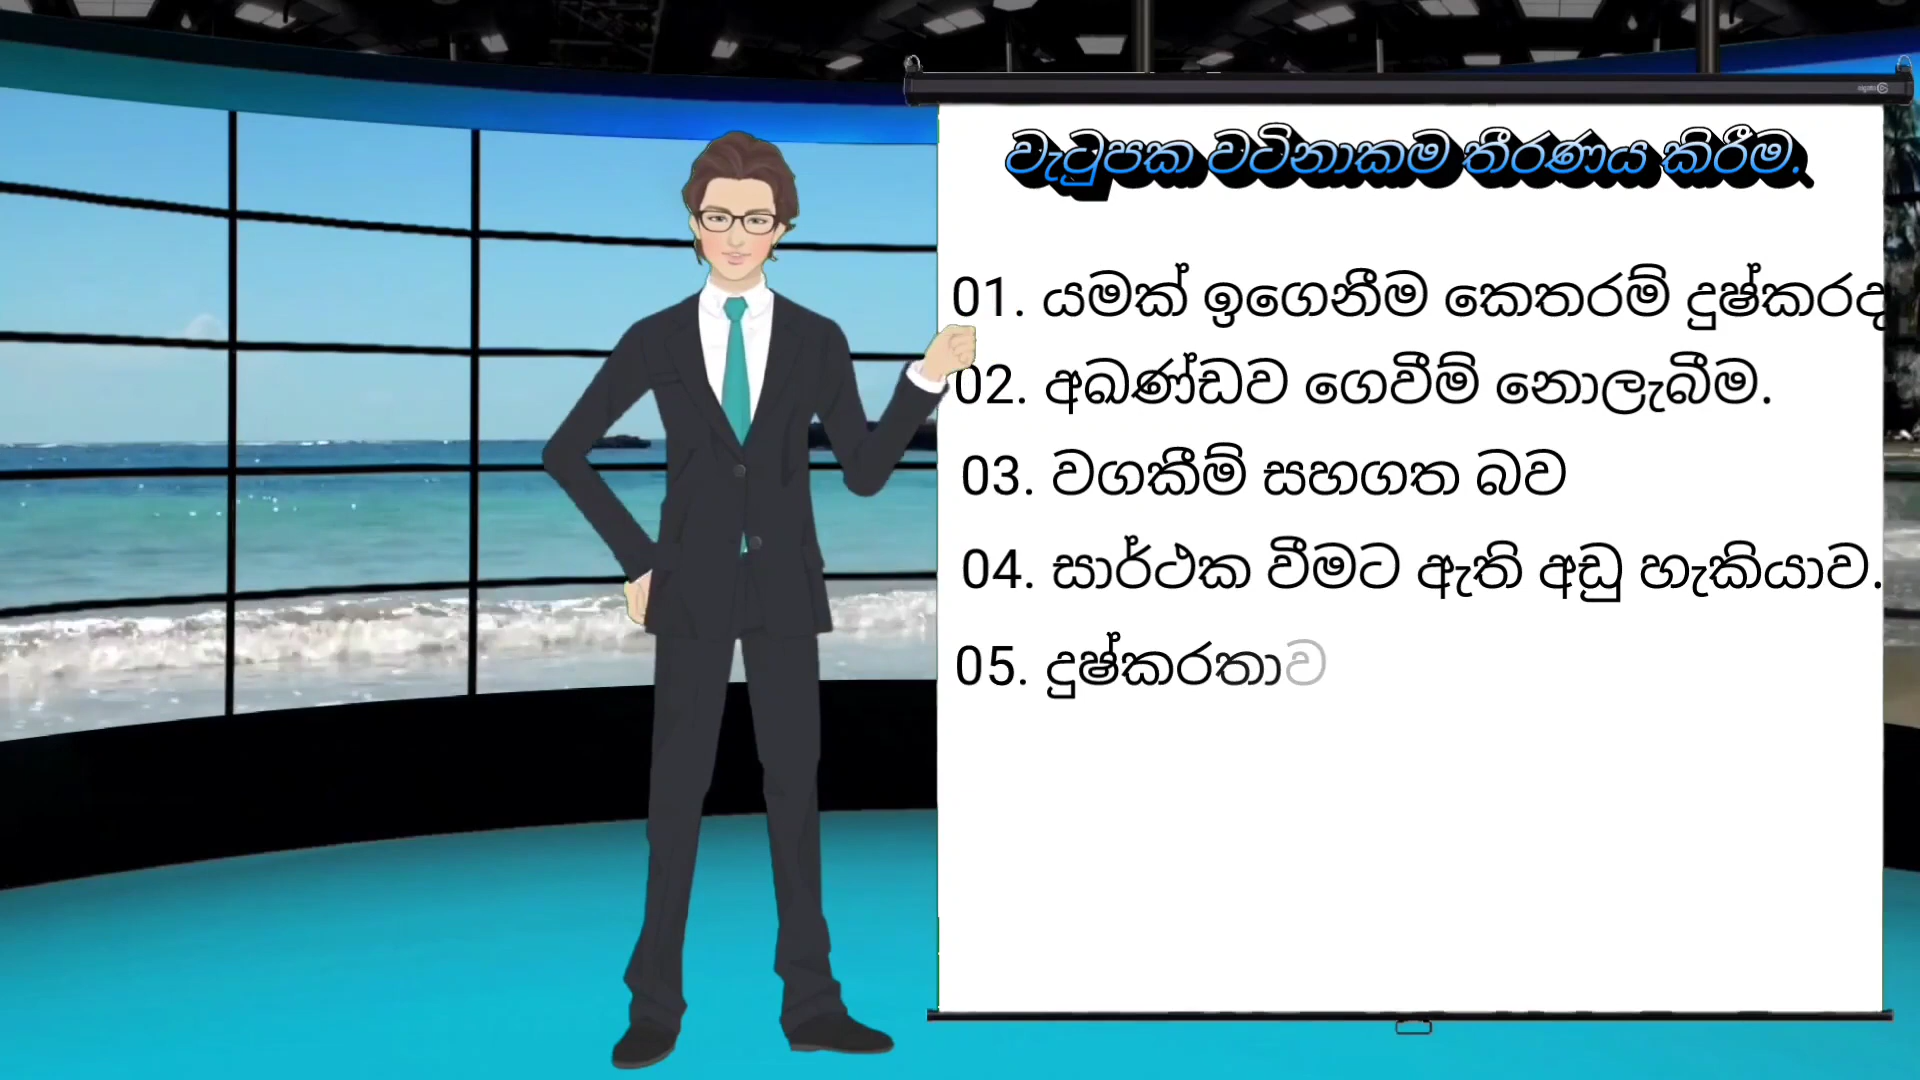 වැටුපක වටිනාකම තීරණය කිරීම.
01. යමක් ඉගෙනීම කෙතරම් දුෂ්කරද
02. අඛණ්ඩව ගෙවීම් නොලැබීම.
03. වගකීම් සහගත බව
04. සාර්ථක වීමට ඇති අඩු හැකියාව.
05. දුෂ්කරතාව